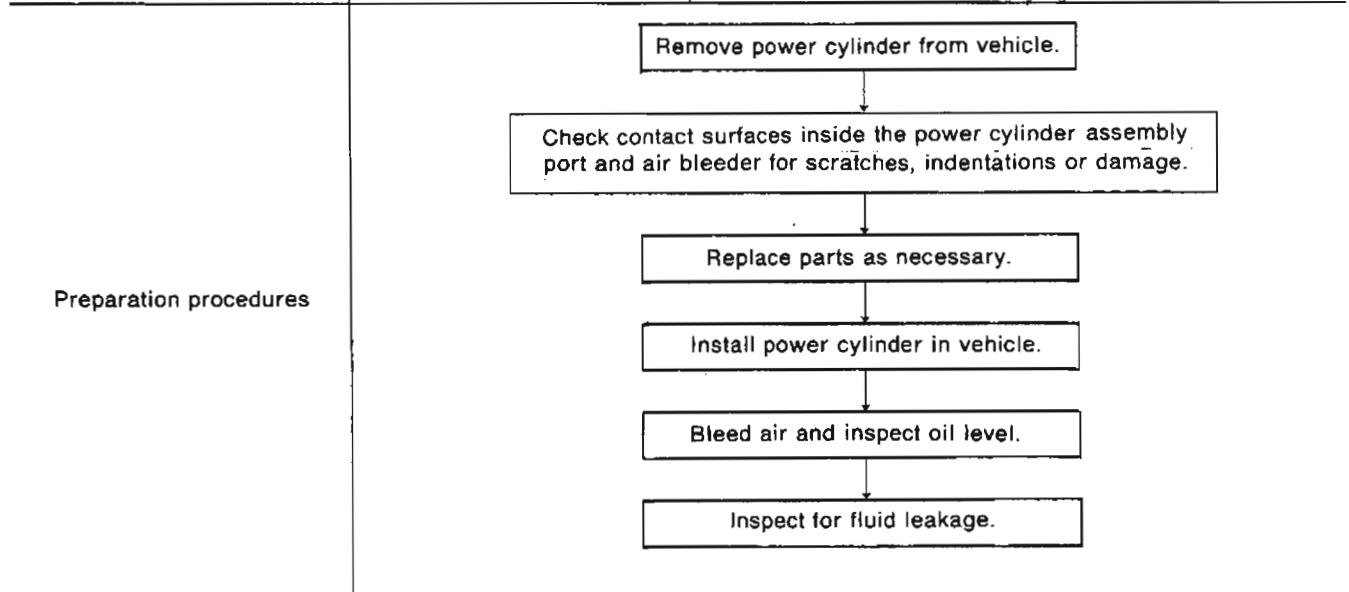 Remove power cylinder from vehicle.
Check contact surfaces inside the power cylinder assembly
port and air bleeder for scratches, indentations or damage.
Replace parts as necessary.
Preparation procedures
Install power cylinder in vehicle.
Bleed air and inspect oil level.
Inspect for fluid leakage.